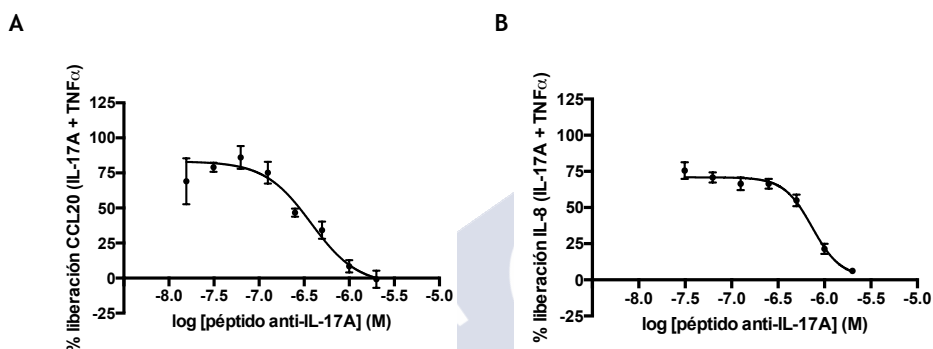 A
% liberación CCL20 (IL-17A + TNFα)
125
100
75
50
25
0
-25
-8.0 -7.5 -7.0 -6.5 -6.0 -5.5 -5.0
log [péptido anti-IL-17A] (M)
B
% liberación IL-8 (IL-17A + TNFα)
125
100
75
50
25
0
-25
-8.0 -7.5 -7.0 -6.5 -6.0 -5.5 -5.0
log [péptido anti-IL-17A] (M)